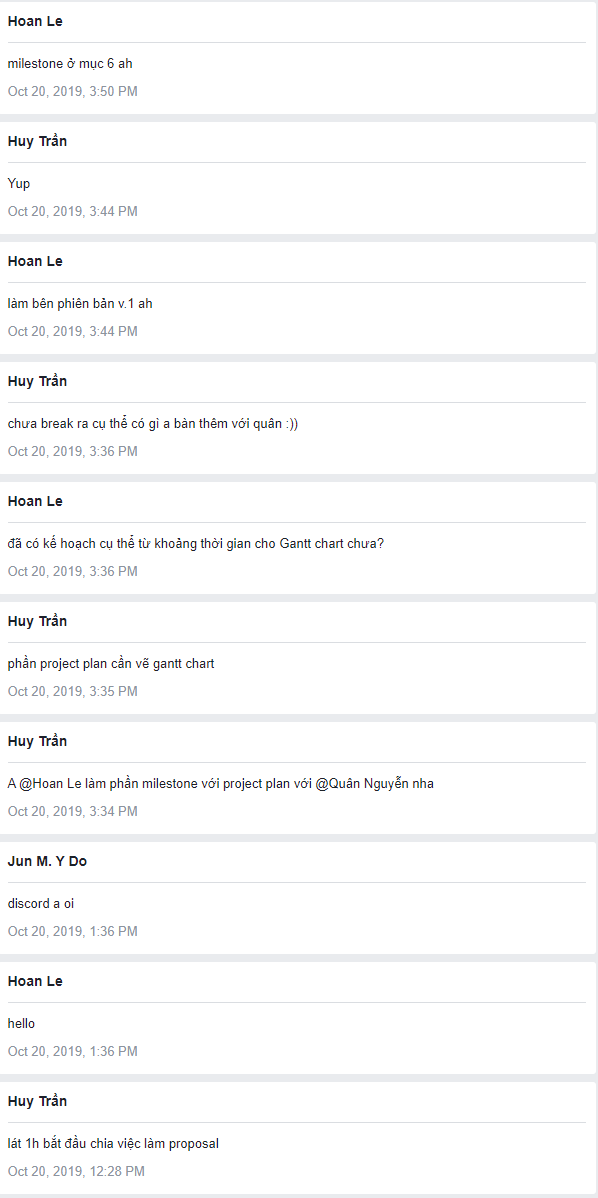 Hoan Le
milestone ở mục 6 ah
Oct 20, 2019, 3:50 PM
Huy Trần
Yup
Oct 20, 2019, 3:44 PM
Hoan Le
làm bên phiên bản v.1 ah
Oct 20, 2019, 3:44 PM
Huy Trần
chưa break ra cụ thể có gì a bàn thêm với quân :))
Oct 20, 2019, 3:36 PM
Hoan Le
đã có kế hoạch cụ thể từ khoảng thời gian cho Gantt chart chưa?
Oct 20, 2019, 3:36 PM
Huy Trần
phần project plan cần vẽ gantt chart
Oct 20, 2019, 3:35 PM
Huy Trần
A @Hoan Le làm phần milestone với project plan với @Quân Nguyễn nha
Oct 20, 2019, 3:34 PM
Jun M. Y Do
discord a oi
Oct 20, 2019, 1:36 PM
Hoan Le
hello
Oct 20, 2019, 1:36 PM
Huy Trần
lát 1h bắt đầu chia việc làm proposal
Oct 20, 2019, 12:28 PM